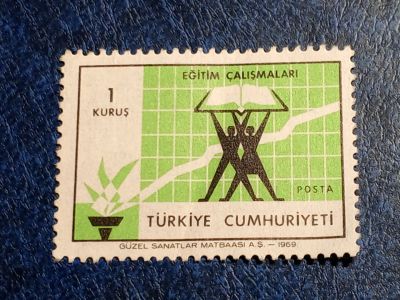 EĞİTİM ÇALIŞMALARI
1
KURUŞ
POSTA
TÜRKİYE CUMHURİYETİ
GÜZEL SANATLAR MATBAASI A.Ş. — 1969